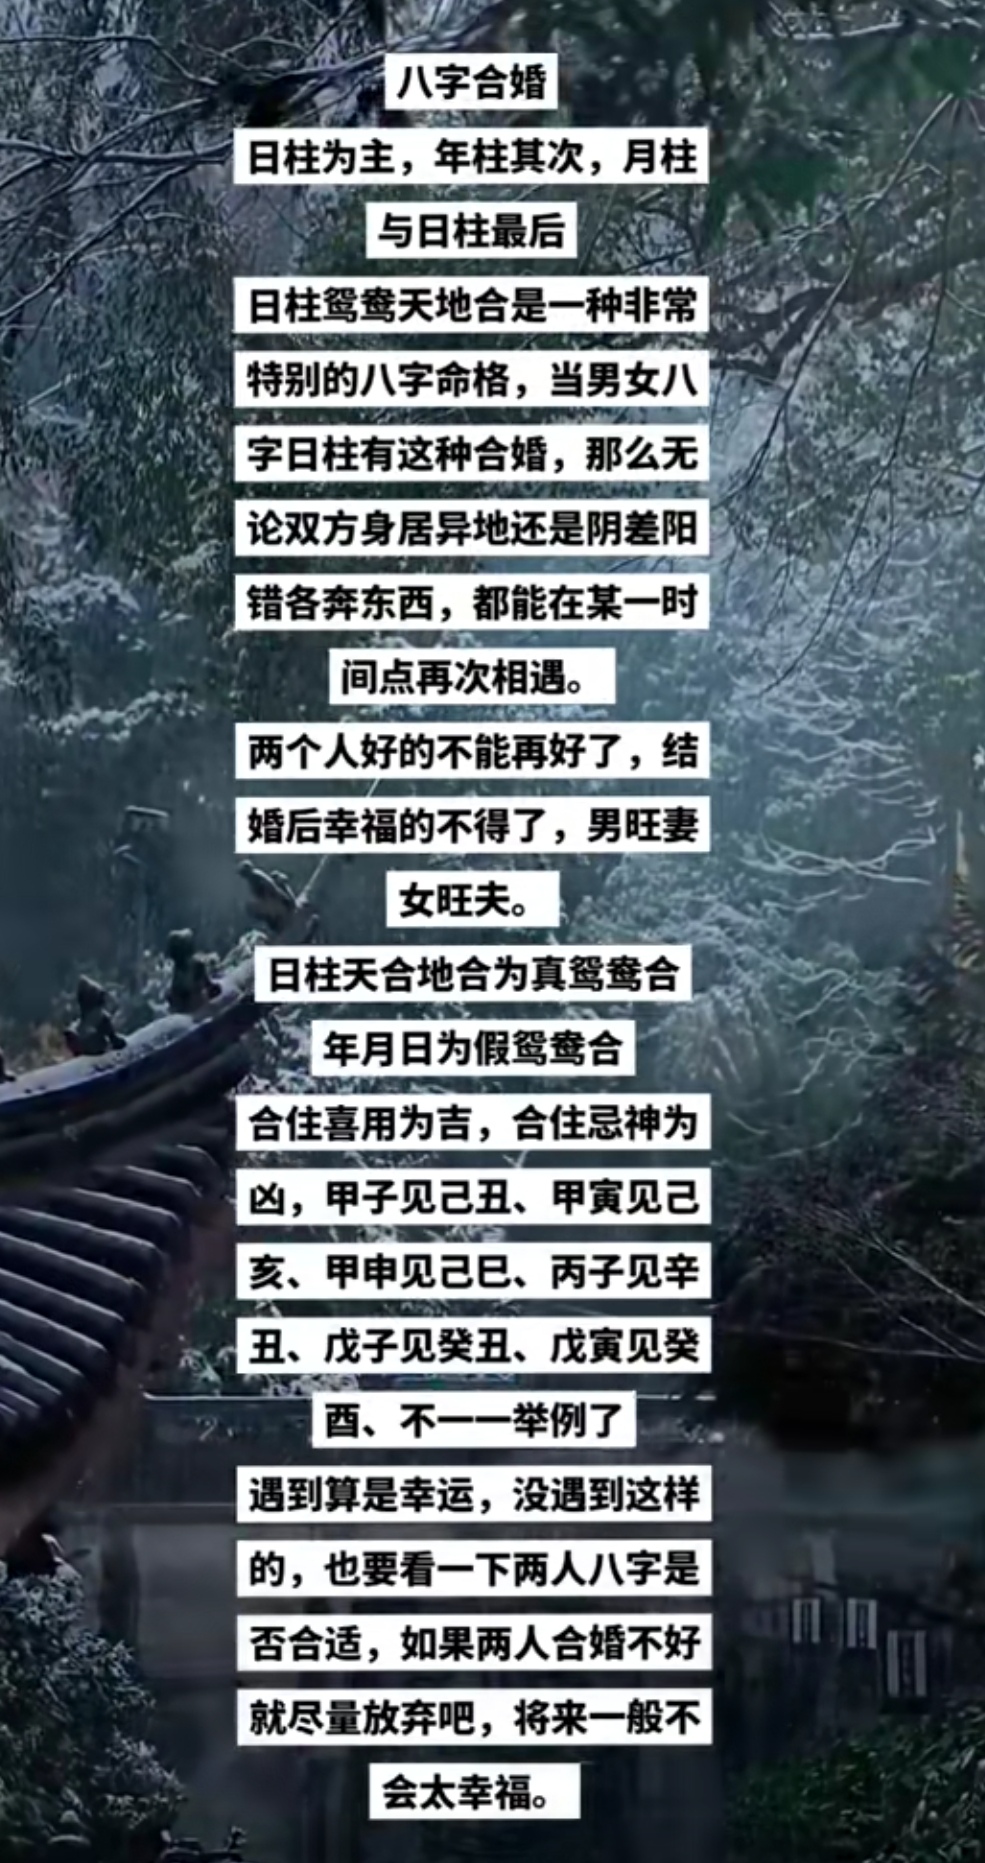 八字合婚
日柱为主，年柱其次，月柱
与日柱最后
日柱鸳鸯天地合是一种非常
特别的八字命格，当男女八
字日柱有这种合婚，那么无
论双方身居异地还是阴差阳
错各奔东西，都能在某一时
间点再次相遇。
两个人好的不能再好了，结
婚后幸福的不得了，男旺妻
女旺夫。
日柱天合地合为真鸳鸯合
年月日为假鸳鸯合
合住喜用为吉，合住忌神为
凶，甲子见己丑、甲寅见己
亥、甲申见己巳、丙子见辛
丑、戊子见癸丑、戊寅见癸
酉、不一一举例了
遇到算是幸运，没遇到这样
的，也要看一下两人八字是
否合适，如果两人合婚不好
就尽量放弃吧，将来一般不
会太幸福。